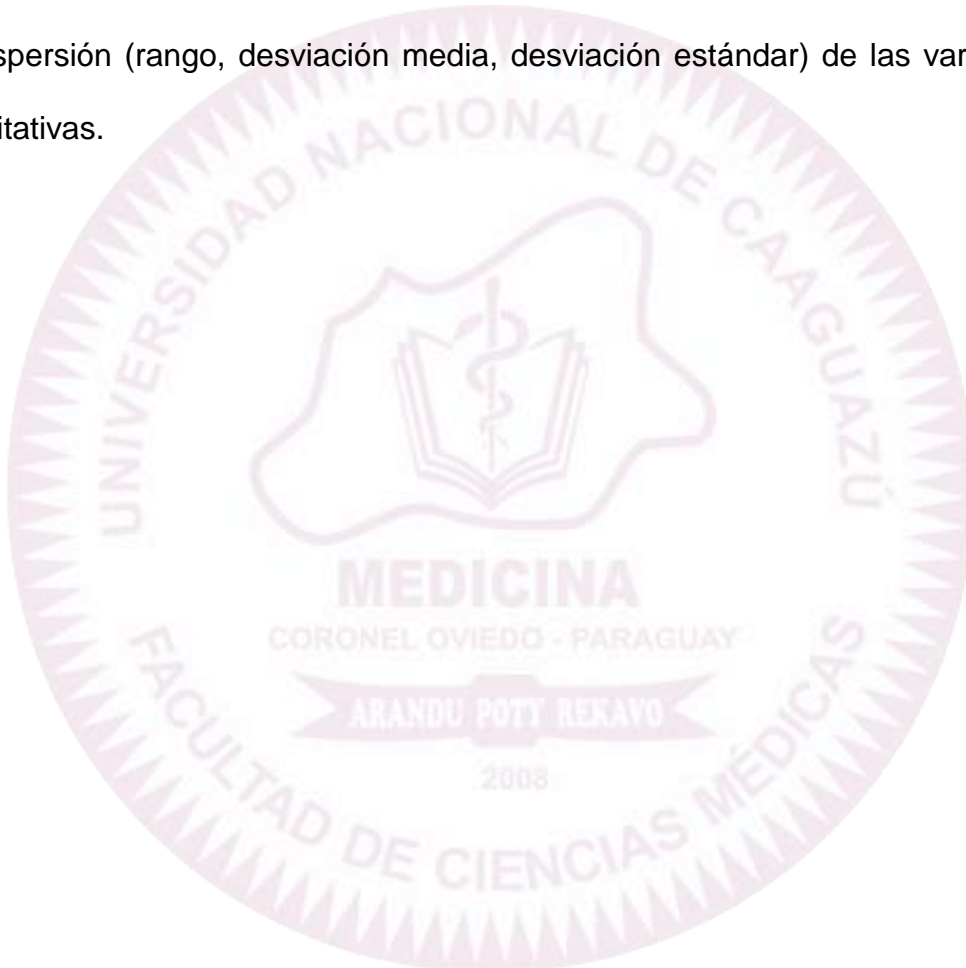 spersión (rango, desviación media, desviación estándar) de las var
itativas.
UNIVERSIDAD NACIONAL DE CAAGUAZÚ
MEDICINA
CORONEL OVIEDO - PARAGUAY
ARANDU POTY REKAVO
2008
FACULTAD DE CIENCIAS MÉDICAS